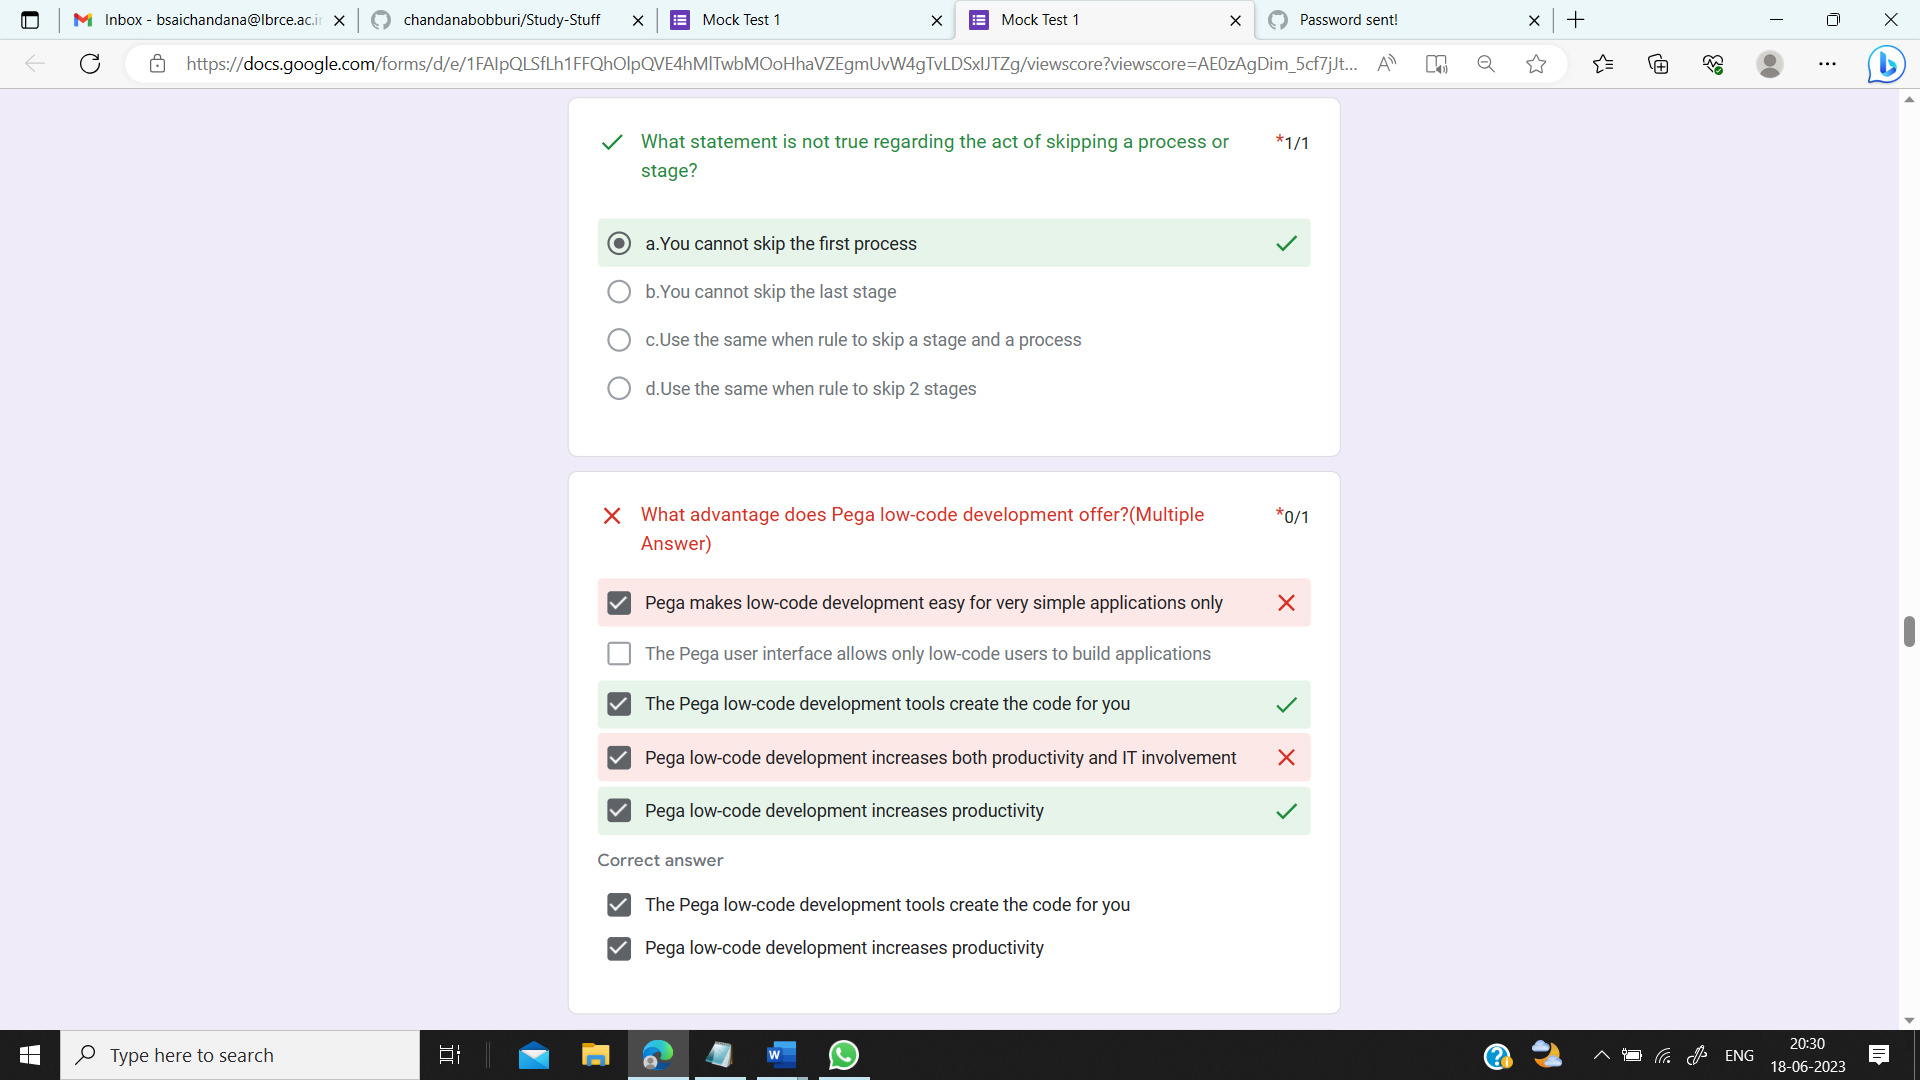 Inbox - bsaichandana@lbrce.ac.i
chandanabobburi/Study-Stuff
Mock Test 1
Mock Test 1
Password sent!
https://docs.google.com/forms/d/e/1FAIpQLSfLh1FFQhOlpQVE4hMlTwbMOoHhaVZEgmUvW4gTvLDSxIJTZg/viewscore?viewscore=AE0zAgDim_5cf7jJt...
What statement is not true regarding the act of skipping a process or
*1/1
stage?
a.You cannot skip the first process
b.You cannot skip the last stage
c.Use the same when rule to skip a stage and a process
d.Use the same when rule to skip 2 stages
What advantage does Pega low-code development offer?(Multiple
*0/1
Answer)
Pega makes low-code development easy for very simple applications only
The Pega user interface allows only low-code users to build applications
The Pega low-code development tools create the code for you
Pega low-code development increases both productivity and IT involvement
Pega low-code development increases productivity
Correct answer
The Pega low-code development tools create the code for you
Pega low-code development increases productivity
Type here to search
ENG
20:30
18-06-2023